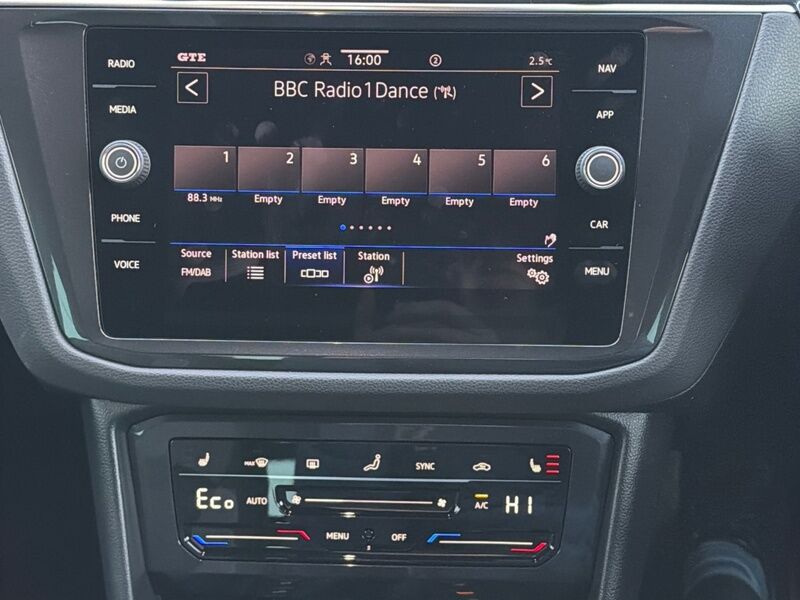 RADIO
MEDIA
PHONE
VOICE
GTE
16:00
2
2.5°C
NAV
APP
CAR
MENU
BBC Radio1Dance
1 2 3 4 5 6
88.3 MHz Empty Empty Empty Empty Empty
Source Station list Preset list Station Settings
FM/DAB
MAX SYNC
Eco AUTO A/C HI
MENU OFF